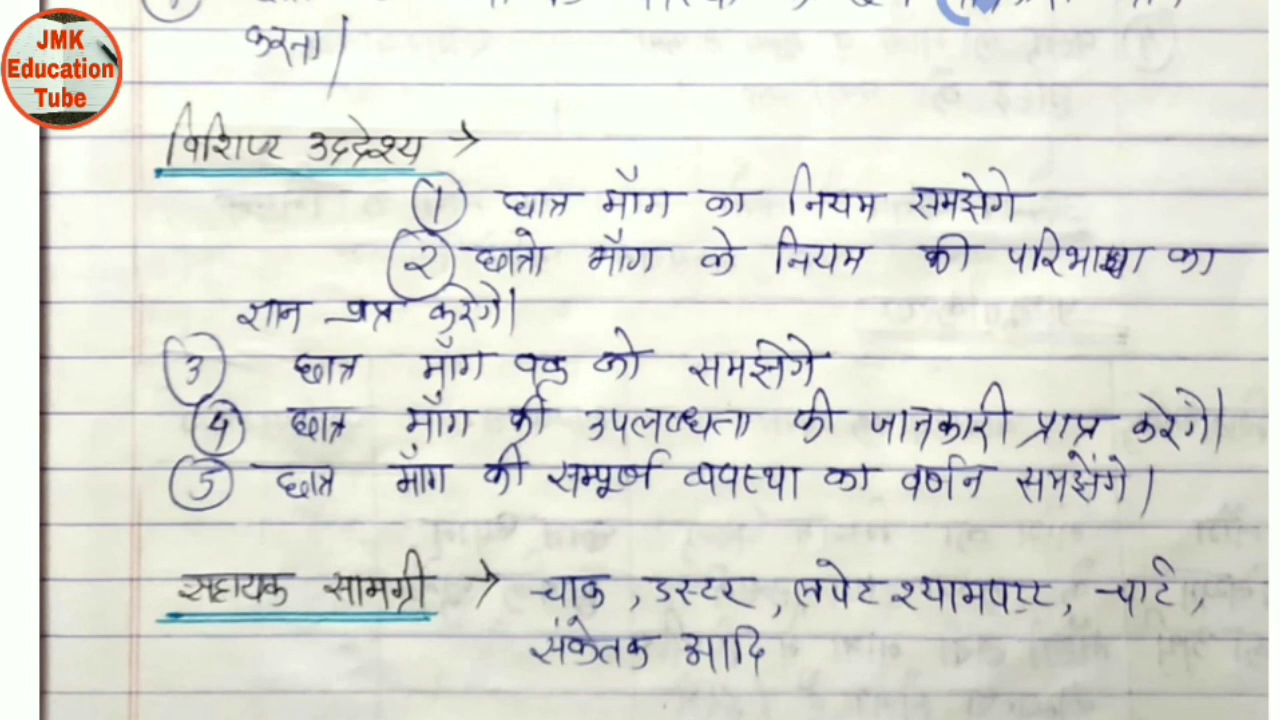 JMK
Education
Tube
करना।
विशिष्ट उद्देश्य →
① छात्र माँग का नियम समझेगे
② छात्रो माँग के नियम की परिभाषा का
ज्ञान प्राप्त करेगे।
③ छात्र माँग वक्र को समझेगे
④ छात्र माँग की उपलब्धता की जानकारी प्राप्त करेगे।
⑤ छात्र माँग की सम्पूर्ण व्यवस्था का वर्णन समझेंगे।
सहायक सामग्री → चाक, डस्टर, लपेट श्यामपट्ट, चार्ट,
संकेतक आदि